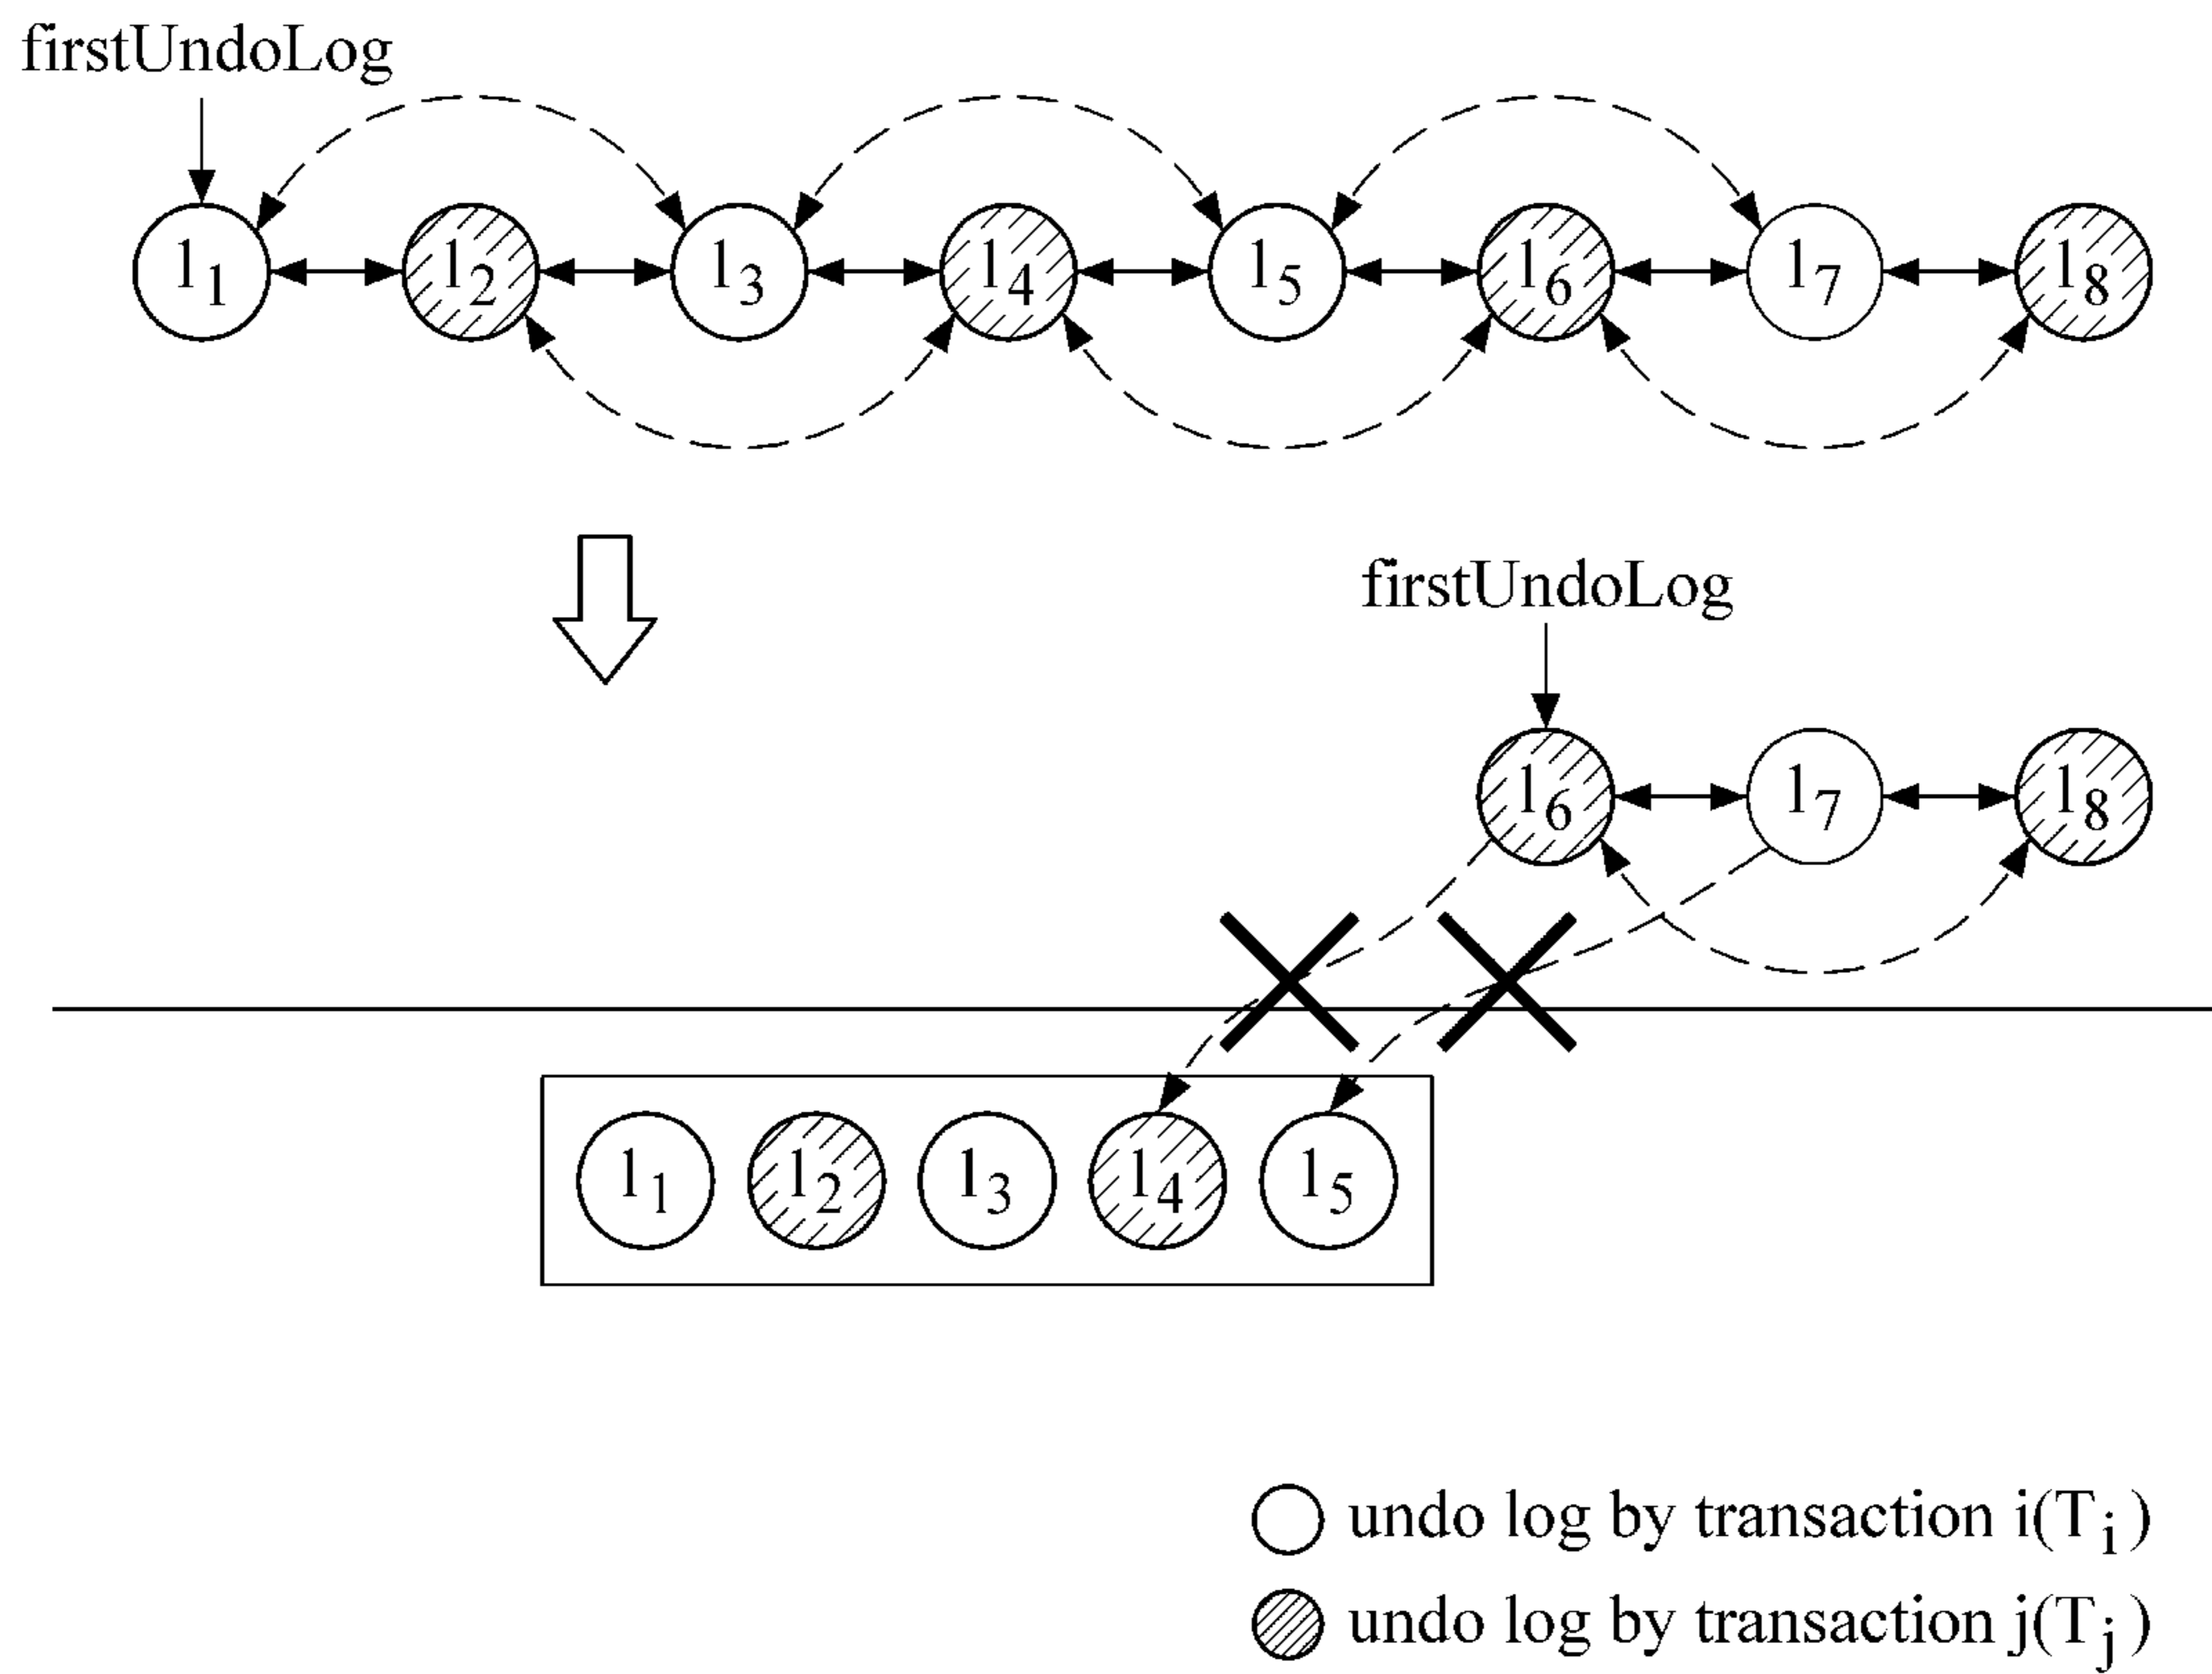 firstUndoLog
l1 l2 l3 l4 l5 l6 l7 l8
firstUndoLog
l6 l7 l8
l1 l2 l3 l4 l5
undo log by transaction i(Ti)
undo log by transaction j(Tj)